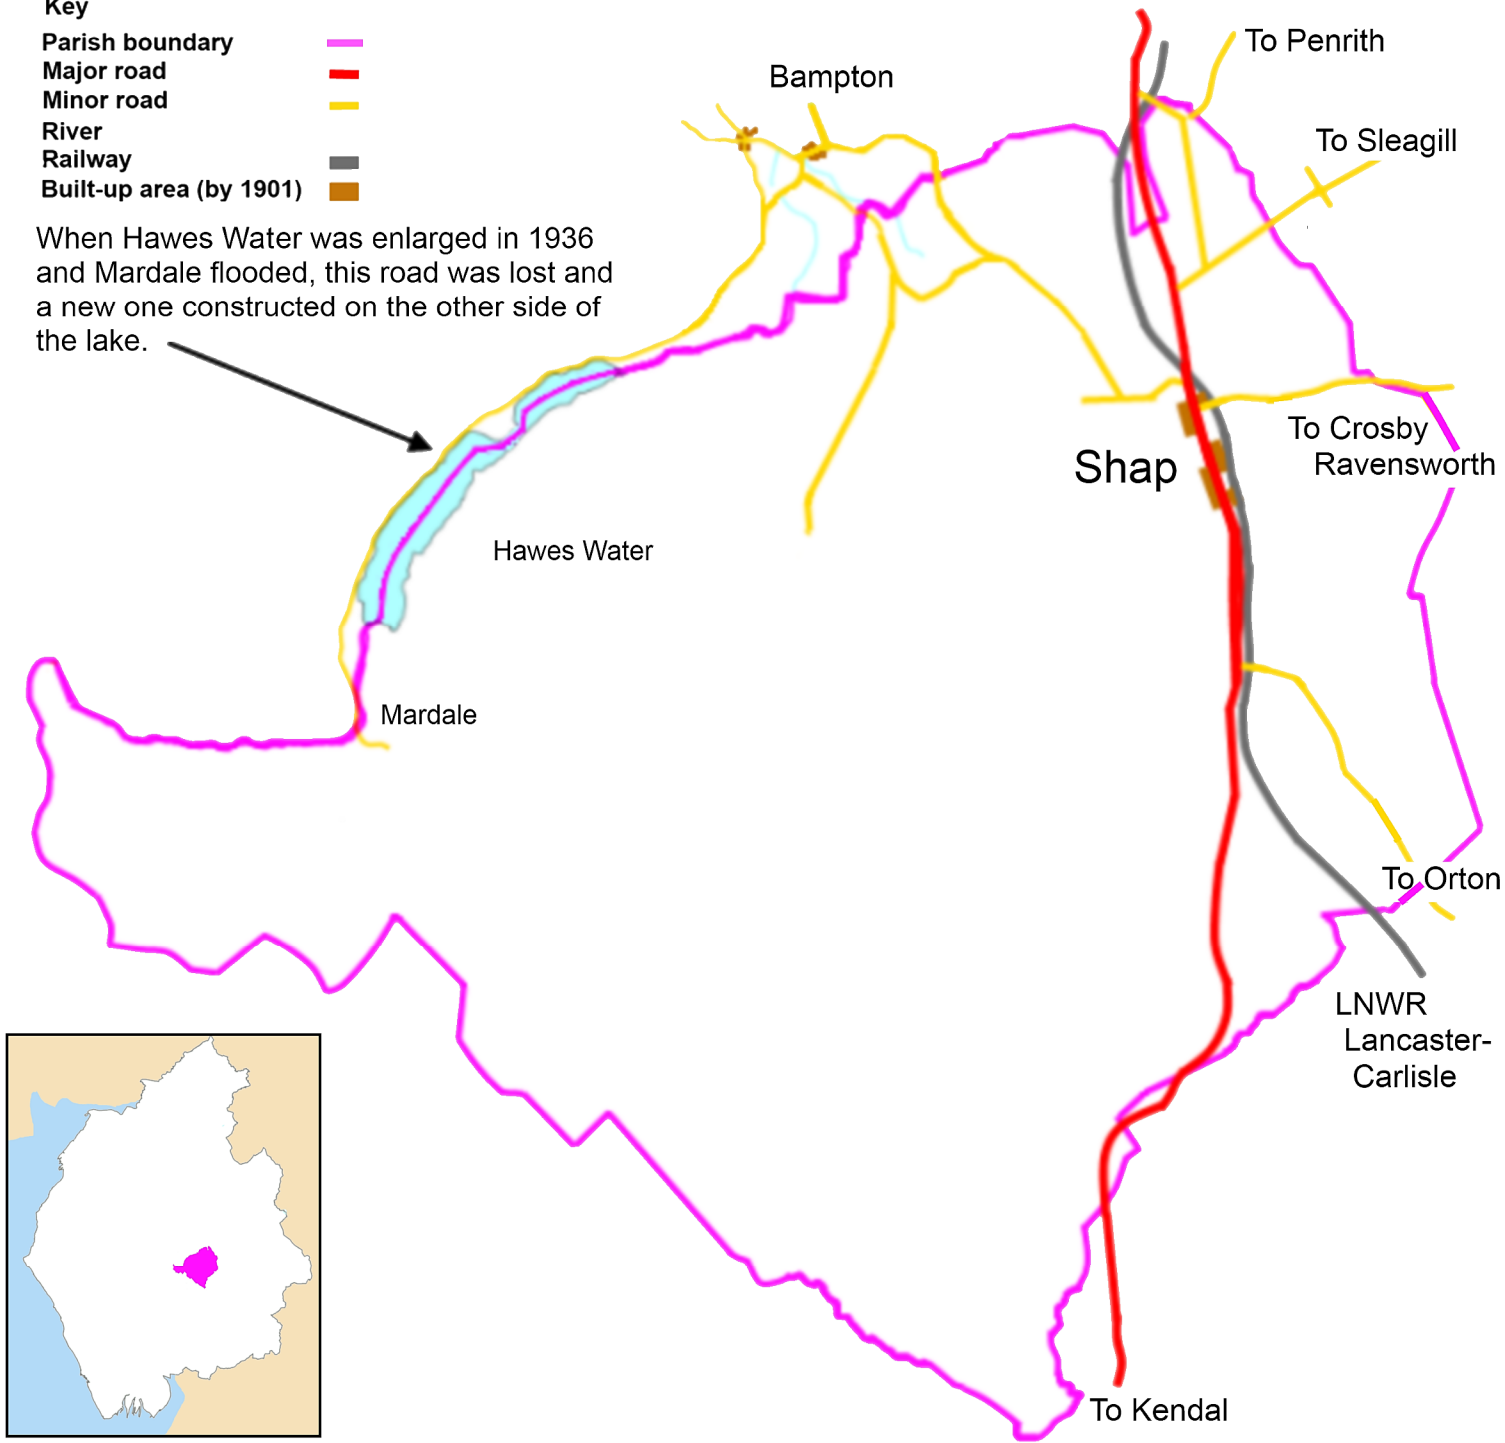 Key
Parish boundary
Major road
Minor road
River
Railway
Built-up area (by 1901)
When Hawes Water was enlarged in 1936
and Mardale flooded, this road was lost and
a new one constructed on the other side of
the lake.
Bampton
To Penrith
To Sleagill
To Crosby
Ravensworth
Shap
Hawes Water
Mardale
To Orton
LNWR
Lancaster-
Carlisle
To Kendal